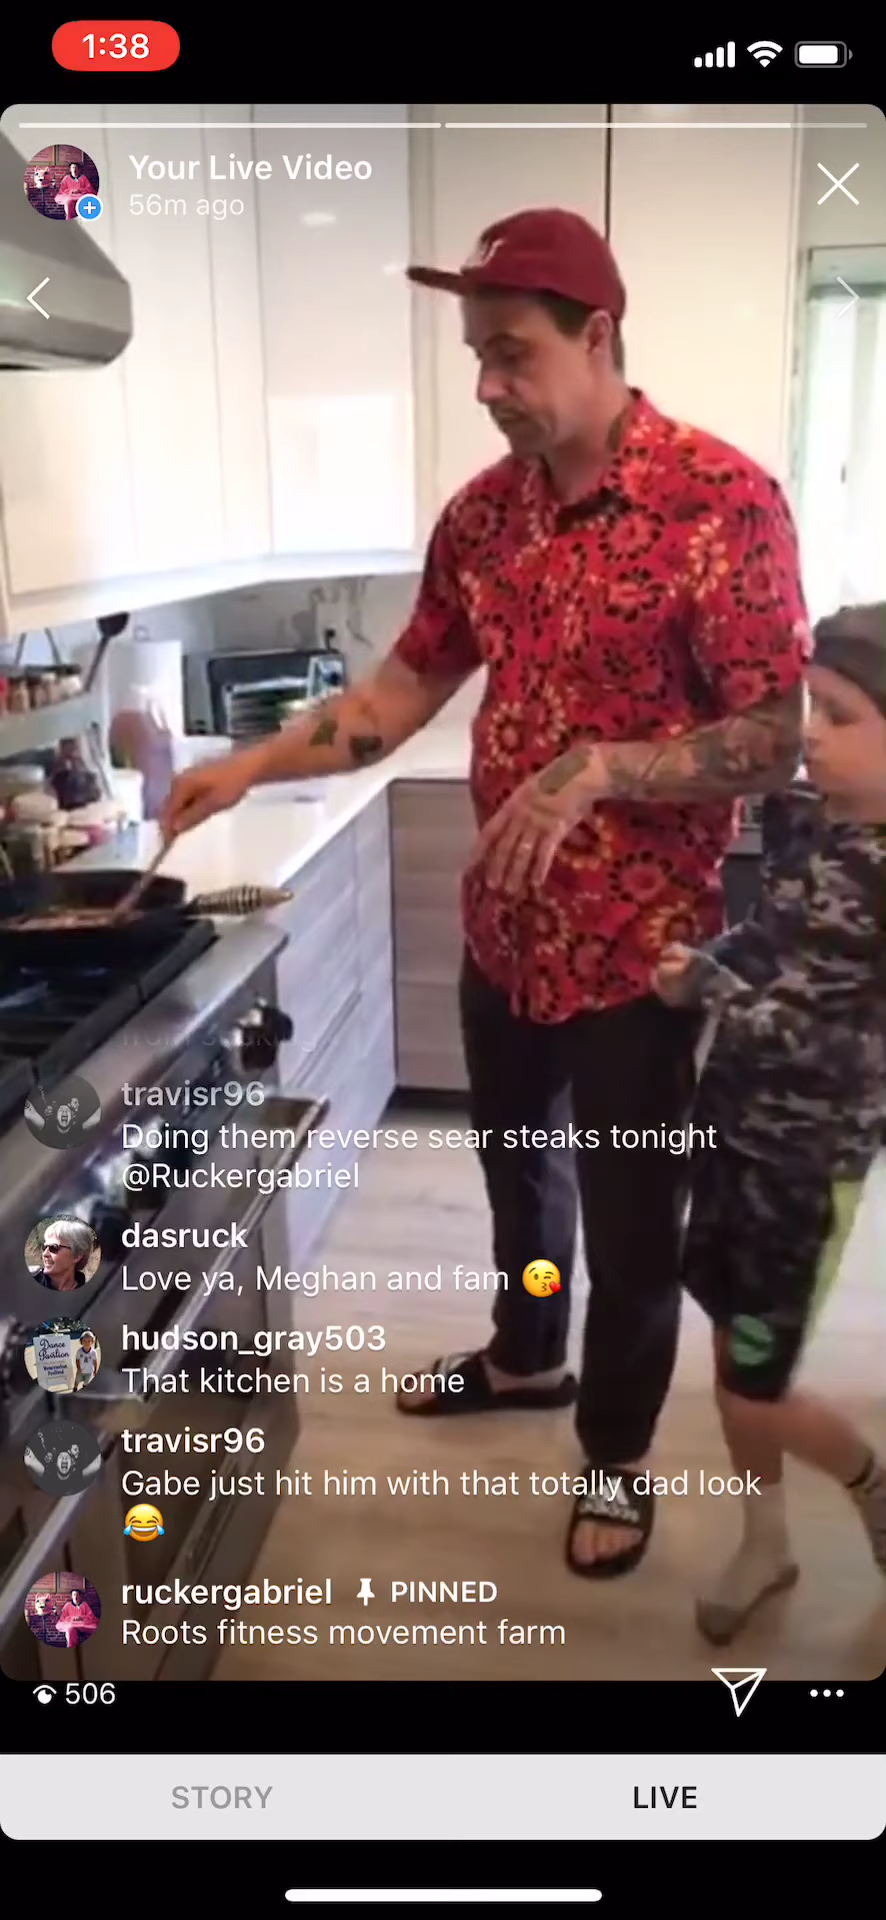 1:38
Your Live Video
56m ago
travisr96
Doing them reverse sear steaks tonight
@Ruckergabriel
dasruck
Love ya, Meghan and fam 😘
hudson_gray503
That kitchen is a home
travisr96
Gabe just hit him with that totally dad look
😂
ruckergabriel PINNED
Roots fitness movement farm
506
STORY LIVE